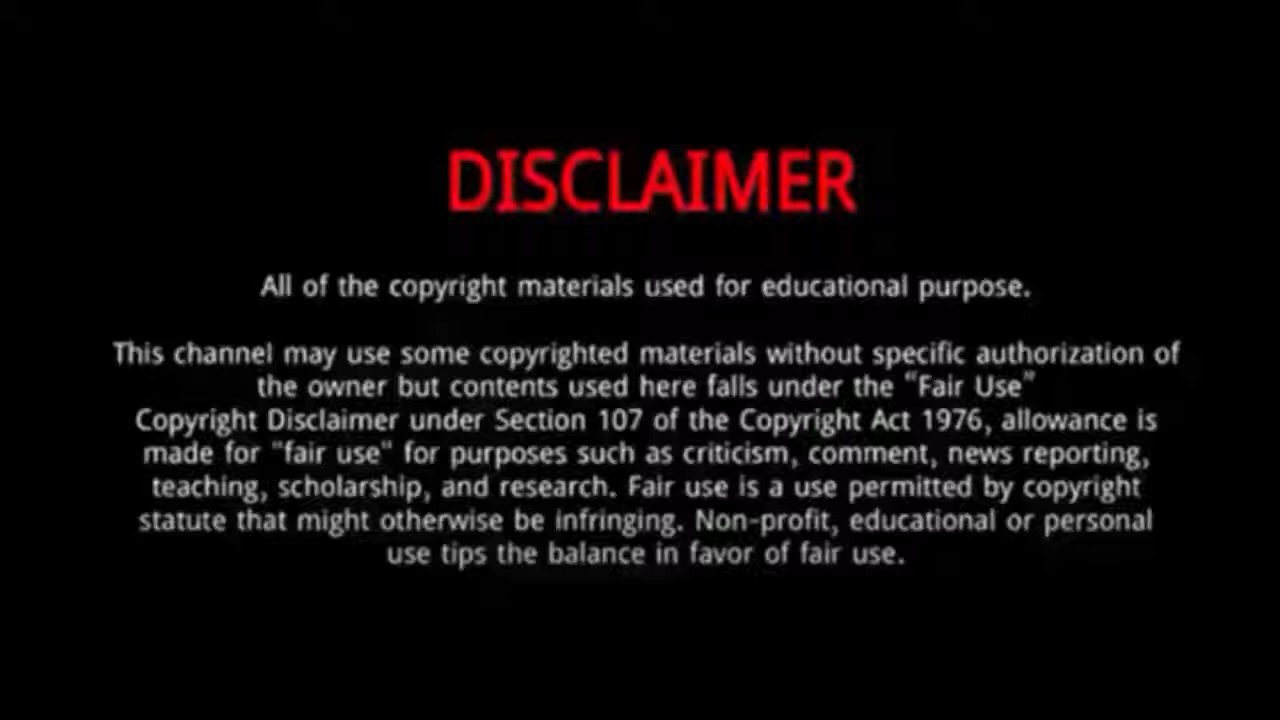 DISCLAIMER
All of the copyright materials used for educational purpose.
This channel may use some copyrighted materials without specific authorization of
the owner but contents used here falls under the “Fair Use”
Copyright Disclaimer under Section 107 of the Copyright Act 1976, allowance is
made for "fair use" for purposes such as criticism, comment, news reporting,
teaching, scholarship, and research. Fair use is a use permitted by copyright
statute that might otherwise be infringing. Non-profit, educational or personal
use tips the balance in favor of fair use.